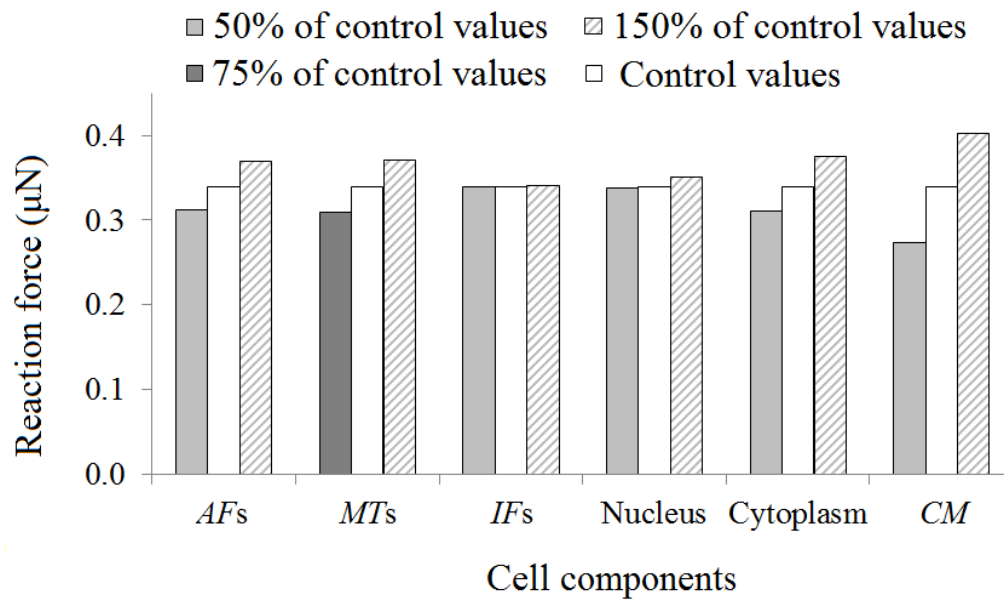 50% of control values 150% of control values
75% of control values Control values
Reaction force (µN)
0.4
0.3
0.2
0.1
0.0
AFs MTs IFs Nucleus Cytoplasm CM
Cell components